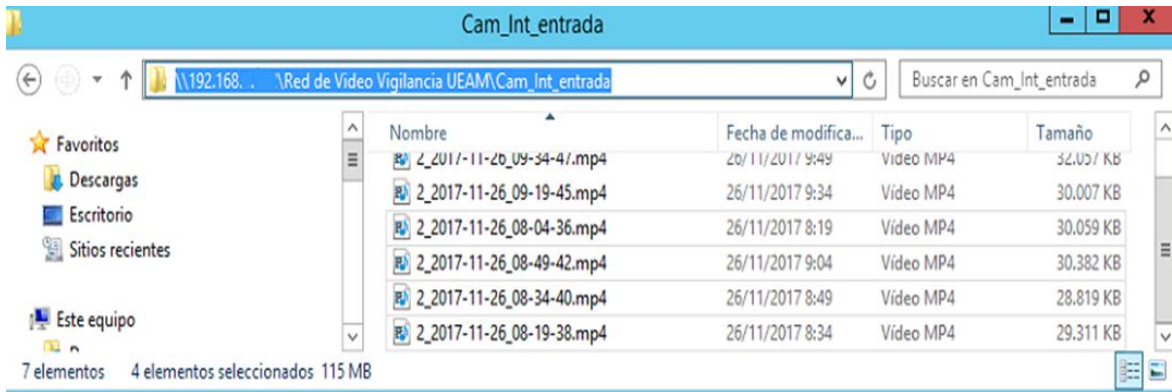 Cam_Int_entrada
\\192.168. . \Red de Video Vigilancia UEAM\Cam_Int_entrada
Buscar en Cam_Int_entrada
Favoritos
Descargas
Escritorio
Sitios recientes
Este equipo
Nombre Fecha de modifica... Tipo Tamaño
2_2017-11-26_09-34-47.mp4 26/11/2017 9:49 Vídeo MP4 32.057 KB
2_2017-11-26_09-19-45.mp4 26/11/2017 9:34 Vídeo MP4 30.007 KB
2_2017-11-26_08-04-36.mp4 26/11/2017 8:19 Vídeo MP4 30.059 KB
2_2017-11-26_08-49-42.mp4 26/11/2017 9:04 Vídeo MP4 30.382 KB
2_2017-11-26_08-34-40.mp4 26/11/2017 8:49 Vídeo MP4 28.819 KB
2_2017-11-26_08-19-38.mp4 26/11/2017 8:34 Vídeo MP4 29.311 KB
7 elementos 4 elementos seleccionados 115 MB